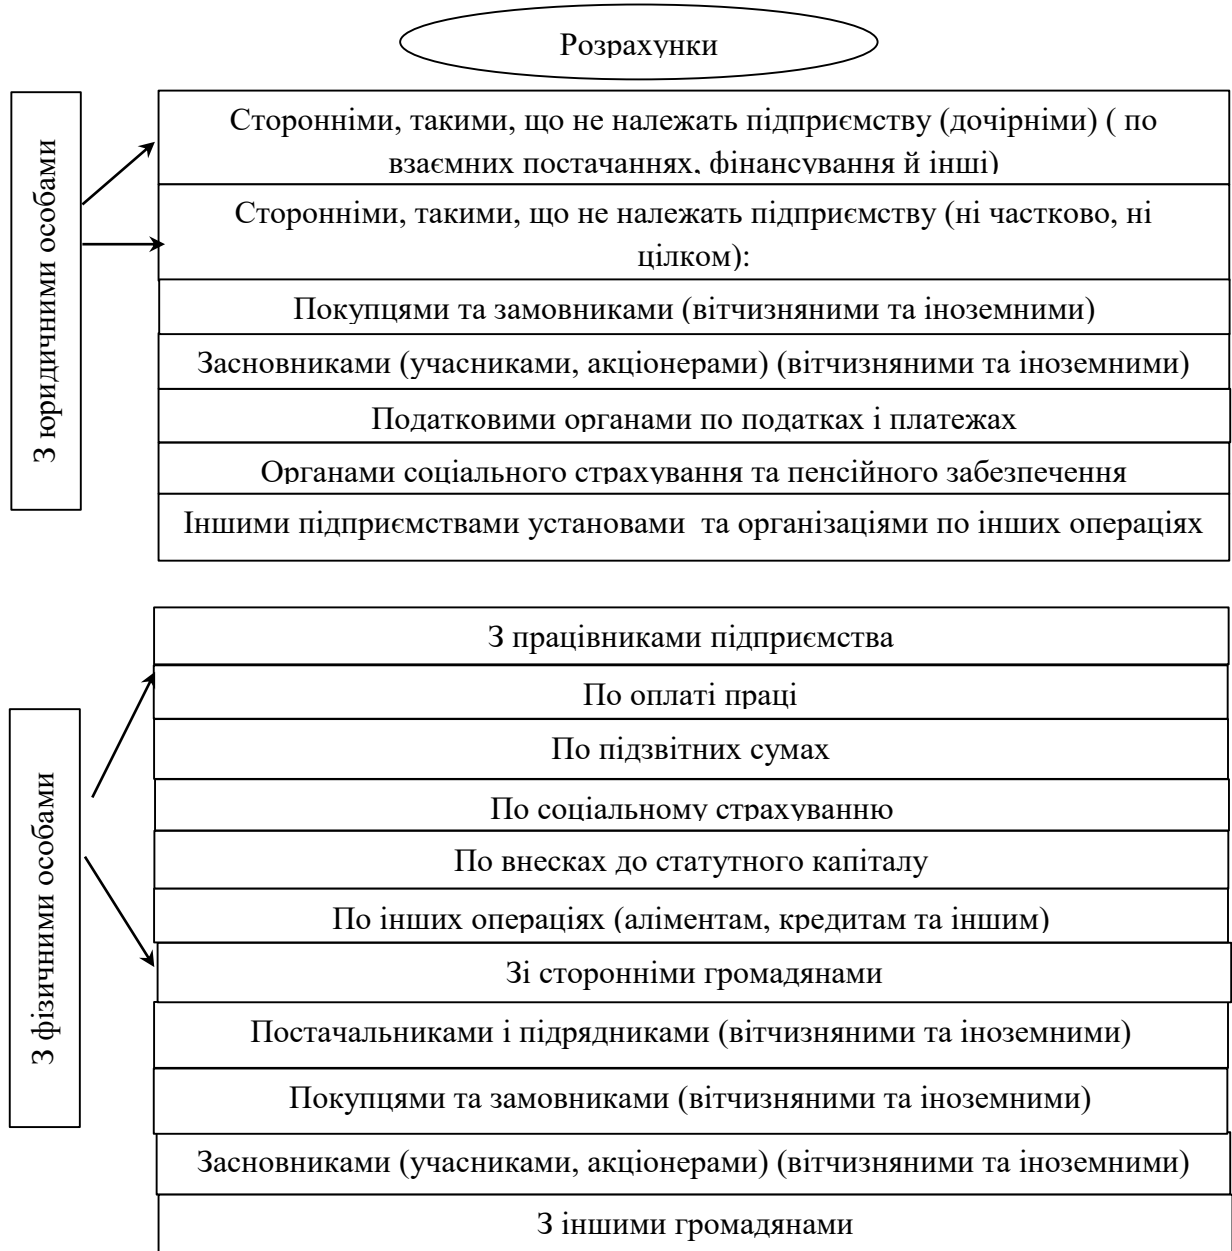 Розрахунки
З юридичними особами
Сторонніми, такими, що не належать підприємству (дочірніми) ( по
взаємних постачаннях, фінансування й інші)
Сторонніми, такими, що не належать підприємству (ні частково, ні
цілком):
Покупцями та замовниками (вітчизняними та іноземними)
Засновниками (учасниками, акціонерами) (вітчизняними та іноземними)
Податковими органами по податках і платежах
Органами соціального страхування та пенсійного забезпечення
Іншими підприємствами установами  та організаціями по інших операціях
З фізичними особами
З працівниками підприємства
По оплаті праці
По підзвітних сумах
По соціальному страхуванню
По внесках до статутного капіталу
По інших операціях (аліментам, кредитам та іншим)
Зі сторонніми громадянами
Постачальниками і підрядниками (вітчизняними та іноземними)
Покупцями та замовниками (вітчизняними та іноземними)
Засновниками (учасниками, акціонерами) (вітчизняними та іноземними)
З іншими громадянами